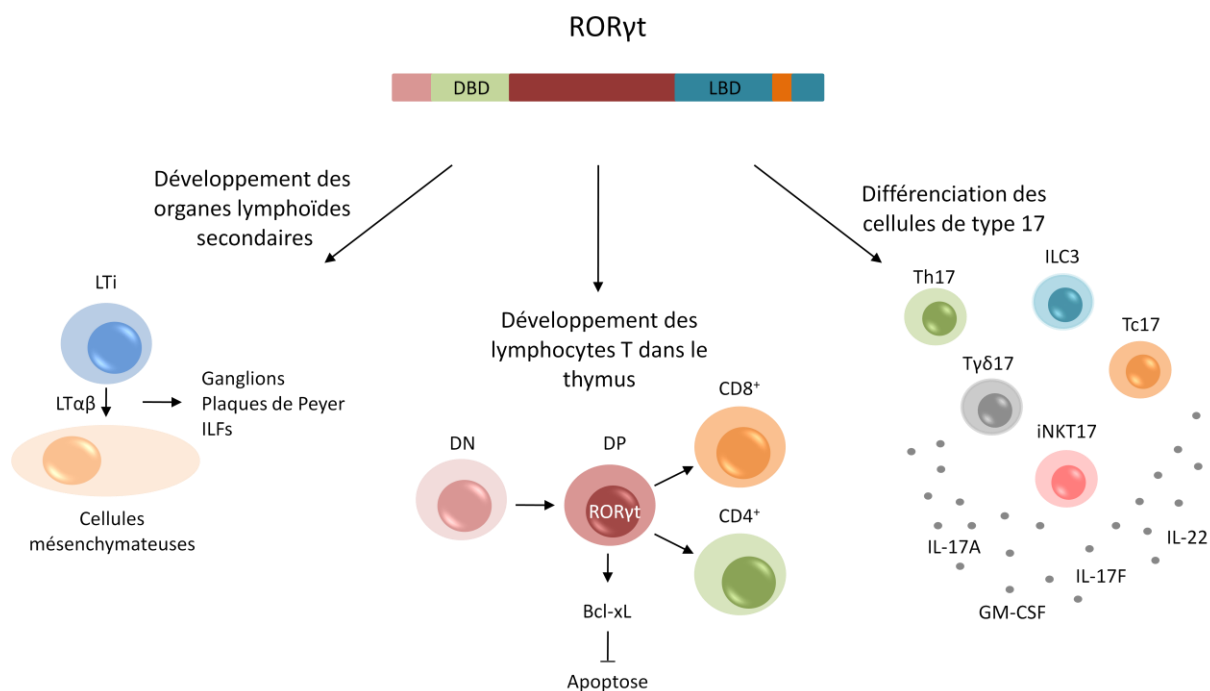 RORγt
DBD
LBD
Développement des
organes lymphoïdes
secondaires
LTi
LTαβ
Ganglions
Plaques de Peyer
ILFs
Cellules
mésenchymateuses
Développement des
lymphocytes T dans le
thymus
DN
DP
RORγt
CD8⁺
CD4⁺
Bcl-xL
Apoptose
Différenciation des
cellules de type 17
Th17
ILC3
Tc17
Tγδ17
iNKT17
IL-17A
IL-22
IL-17F
GM-CSF